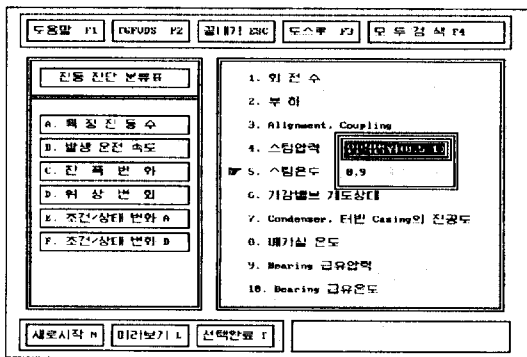 도움말 F1
F2
끝내기 ESC
도스로 F3
모 두 검 색 F4
진동 진단 분류표
A. 특 징 진 동 수
B. 발생 운전 속도
C. 진 폭 변 화
D. 위 상 변 화
E. 조건/상태 변화 A
F. 조건/상태 변화 B
1. 회 전 수
2. 부 하
3. Alignment, Coupling
4. 스팀압력
☞ 5. 스팀온도
0.9
6. 가감밸브 개도상태
7. Condenser, 터빈 Casing의 진공도
8. 배기실 온도
9. Bearing 급유압력
10. Bearing 급유온도
새로시작 N
미리보기 L
선택완료 T